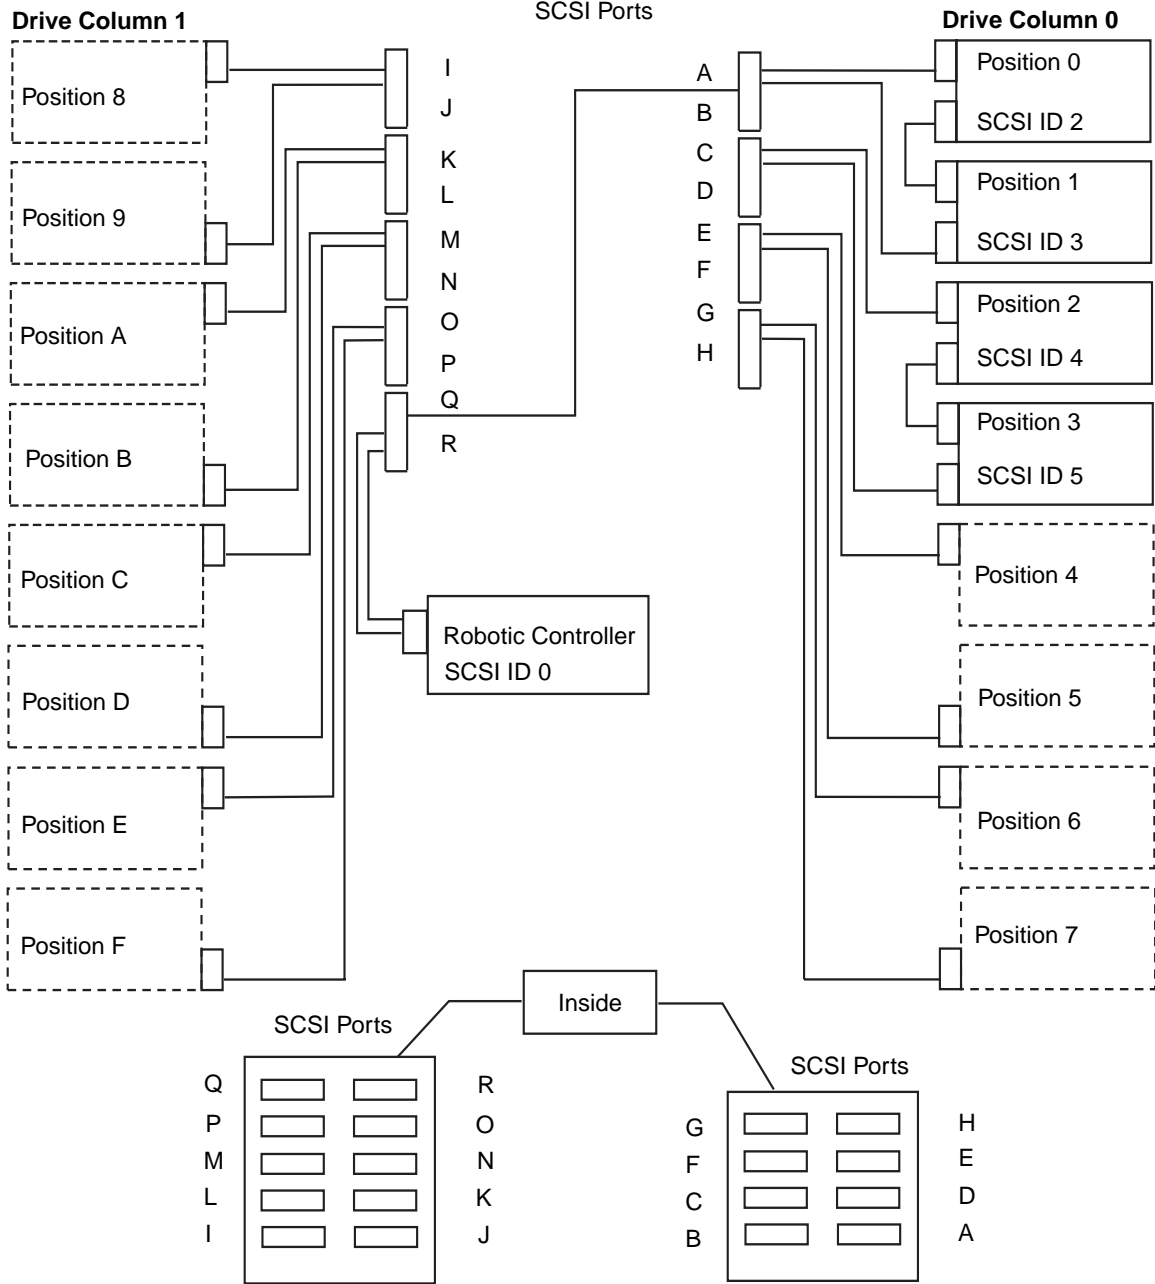 SCSI Ports
Drive Column 1
Drive Column 0
Position 8
Position 9
Position A
Position B
Position C
Position D
Position E
Position F
I
J
K
L
M
N
O
P
Q
R
A
B
C
D
E
F
G
H
Position 0
SCSI ID 2
Position 1
SCSI ID 3
Position 2
SCSI ID 4
Position 3
SCSI ID 5
Position 4
Position 5
Position 6
Position 7
Robotic Controller
SCSI ID 0
Inside
SCSI Ports
Q R
P O
M N
L K
I J
SCSI Ports
G H
F E
C D
B A